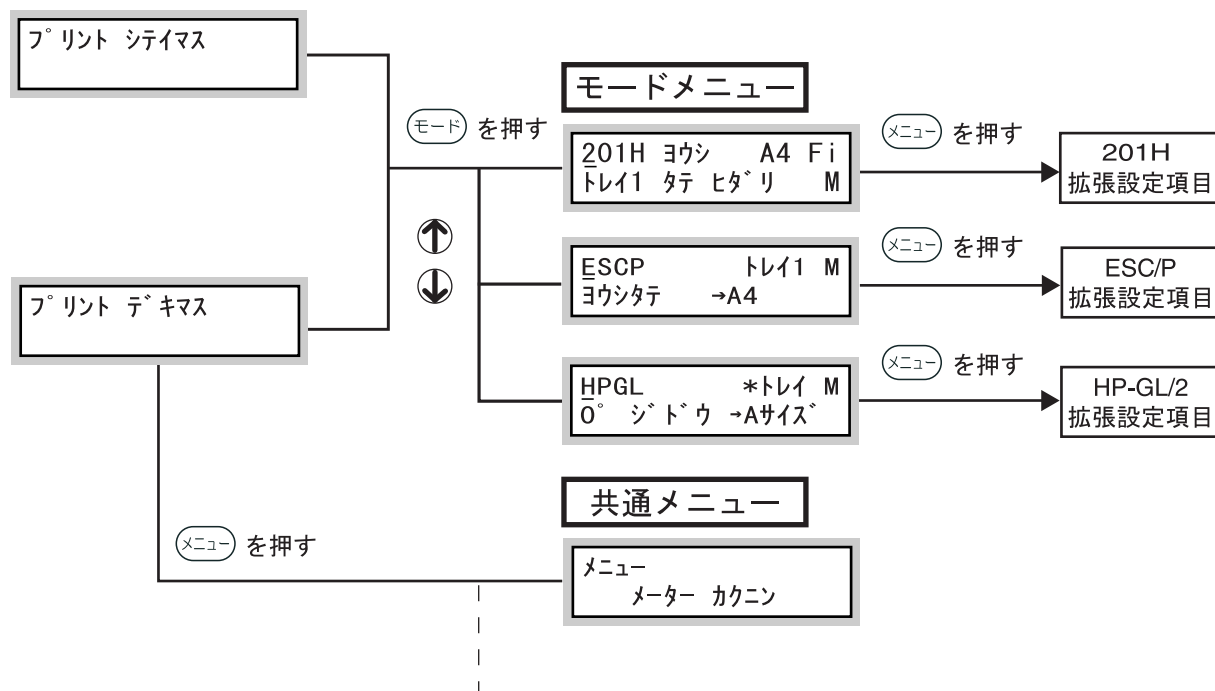 プリント シテイマス
モードメニュー
モード を押す
メニュー を押す
201H ヨウシ A4 Fi
トレイ1 タテ ヒダリ M
201H
拡張設定項目
メニュー を押す
ESCP トレイ1 M
ヨウシタテ →A4
ESC/P
拡張設定項目
プリント デキマス
メニュー を押す
HPGL *トレイ M
0° ジドウ →Aサイズ
HP-GL/2
拡張設定項目
共通メニュー
メニュー を押す
メニュー
メーター カクニン